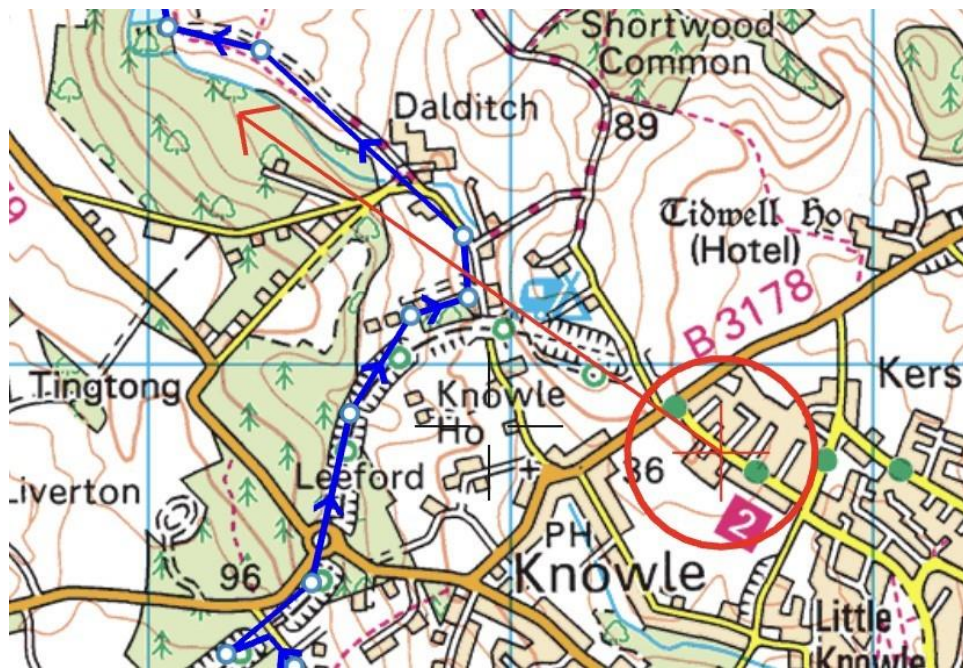 Shortwood
Common
Dalditch
89
9
Tidwell Ho
(Hotel)
B 3178
Tingtong
Knowle
Ho
Kers
Liverton
Leeford
+
36
2
PH
96
Knowle
Little
Knowle